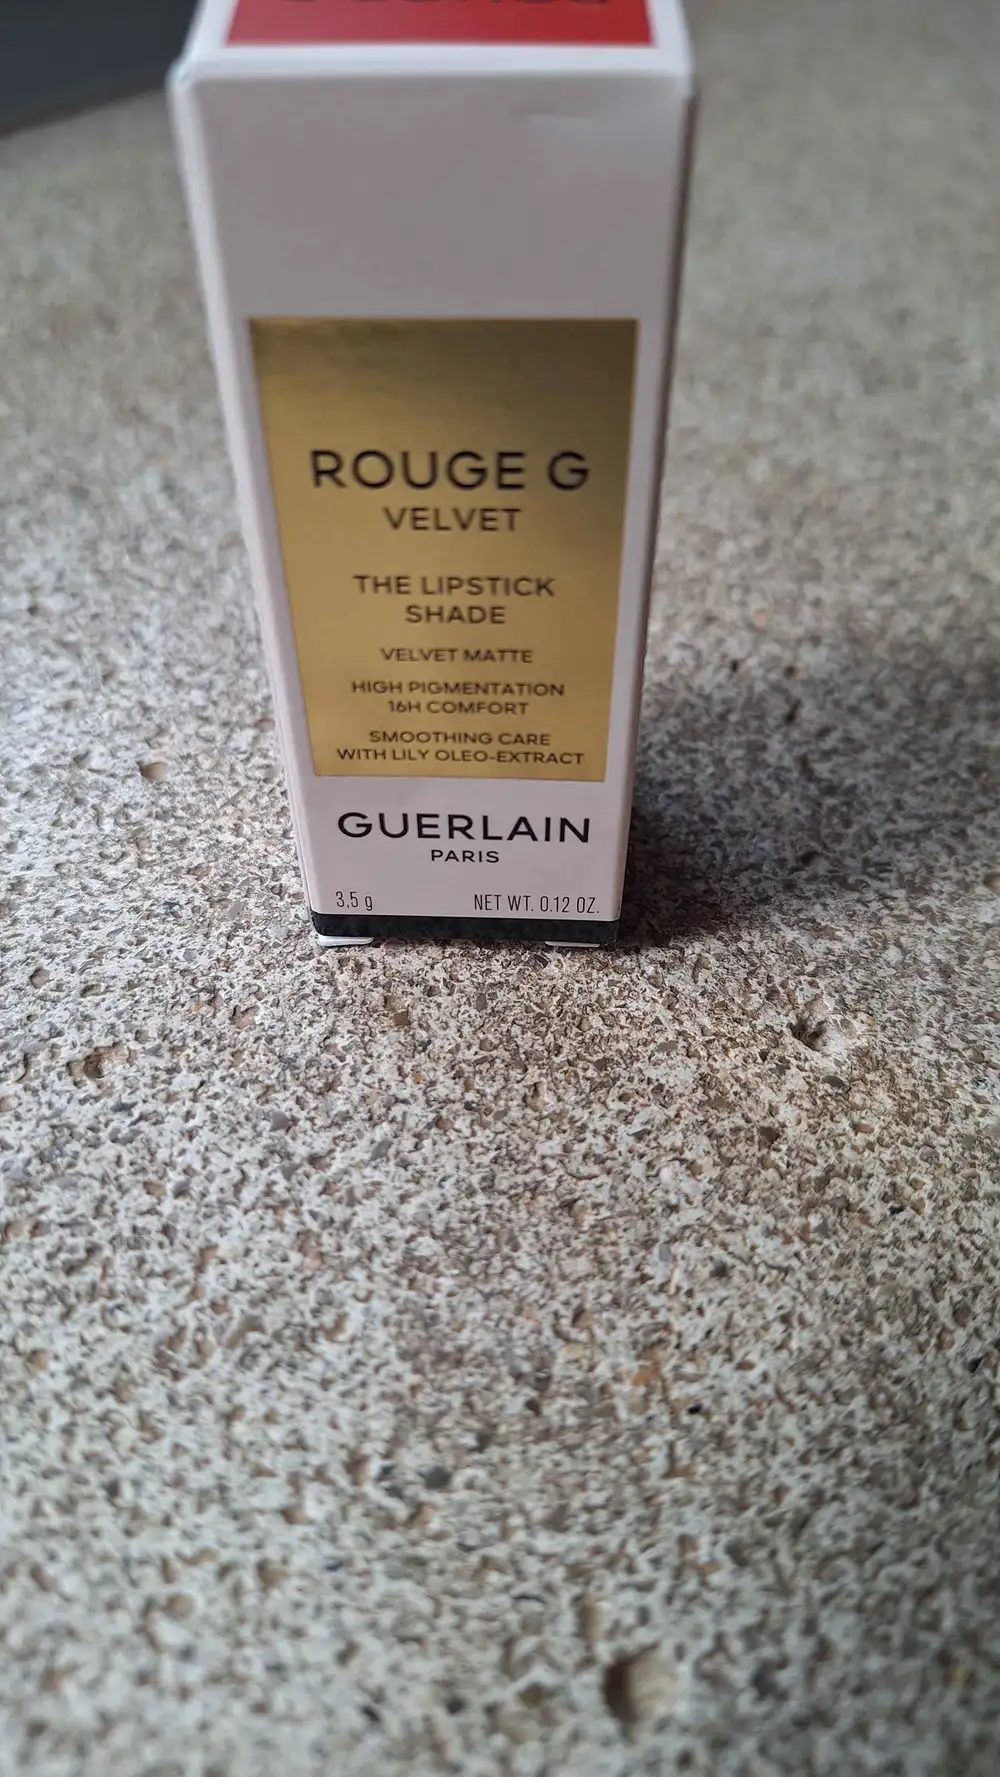 ROUGE G
VELVET
THE LIPSTICK
SHADE
VELVET MATTE
HIGH PIGMENTATION
16H COMFORT
SMOOTHING CARE
WITH LILY OLEO-EXTRACT
GUERLAIN
PARIS
3,5 g NET WT. 0.12 OZ.